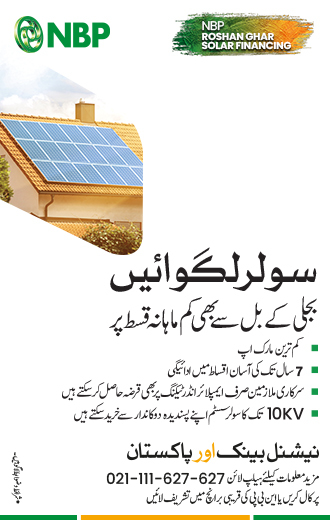 NBP
NBP
ROSHAN GHAR
SOLAR FINANCING
سولر لگوائیں
بجلی کے بل سے بھی کم ماہانہ قسط پر
کم ترین مارک اپ
7 سال تک کی آسان اقساط میں ادائیگی
سرکاری ملازمین صرف ایمپلائر انڈرٹیکنگ پر بھی قرضہ حاصل کر سکتے ہیں
10KV تک کا سولر سسٹم اپنے پسندیدہ دوکاندار سے خرید سکتے ہیں
نیشنل بینک اور پاکستان
مزید معلومات کیلئے ہیلپ لائن 021-111-627-627
پر کال کریں یا این بی پی کی قریبی برانچ میں تشریف لائیں